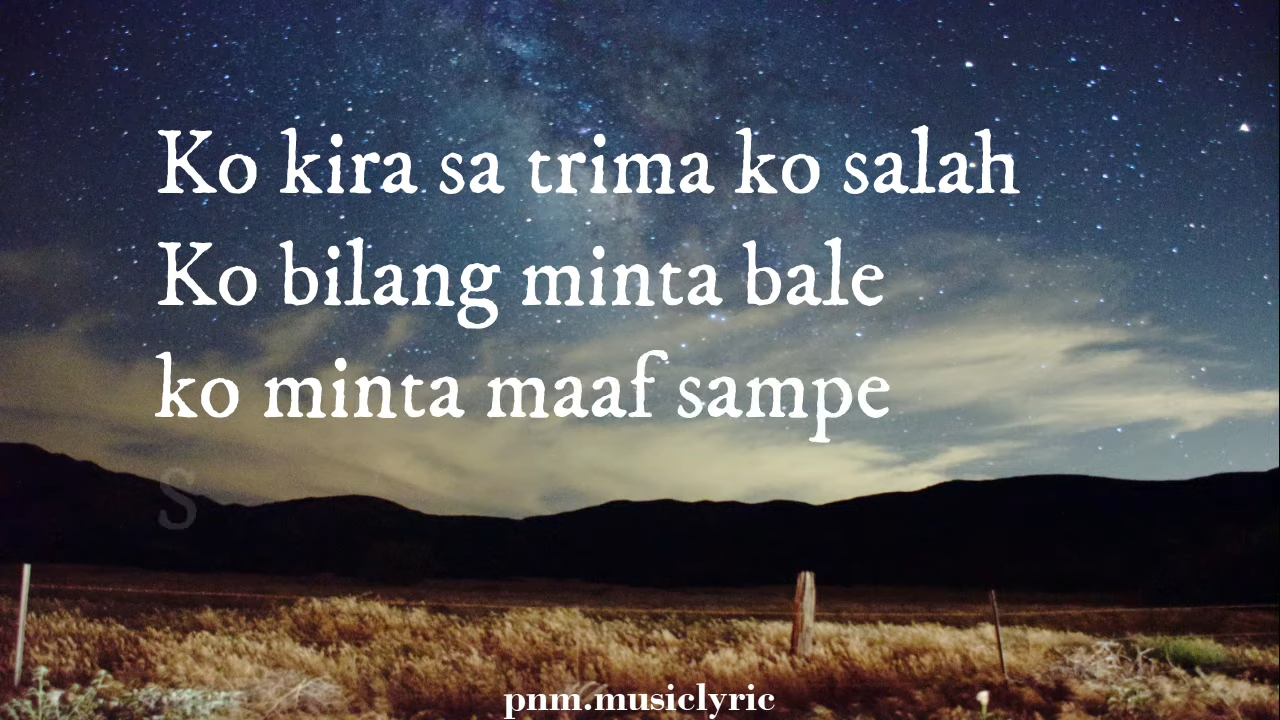 Ko kira sa trima ko salah
Ko bilang minta bale
ko minta maaf sampe
S
pnm.musiclyric